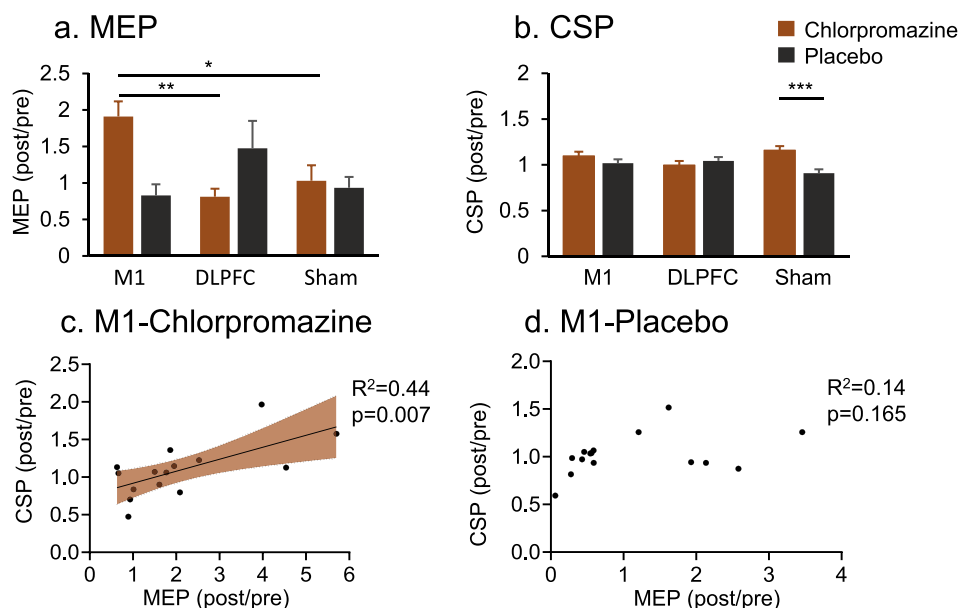 a. MEP
b. CSP
Chlorpromazine
Placebo
*
**
***
2.5
2
1.5
1
0.5
0
MEP (post/pre)
M1
DLPFC
Sham
2
1.5
1
0.5
0
CSP (post/pre)
M1
DLPFC
Sham
c. M1-Chlorpromazine
R²=0.44
p=0.007
2.5
2.0
1.5
1.0
0.5
0.0
CSP (post/pre)
0 1 2 3 4 5 6
MEP (post/pre)
d. M1-Placebo
R²=0.14
p=0.165
2.0
1.5
1.0
0.5
0.0
CSP (post/pre)
0 1 2 3 4
MEP (post/pre)